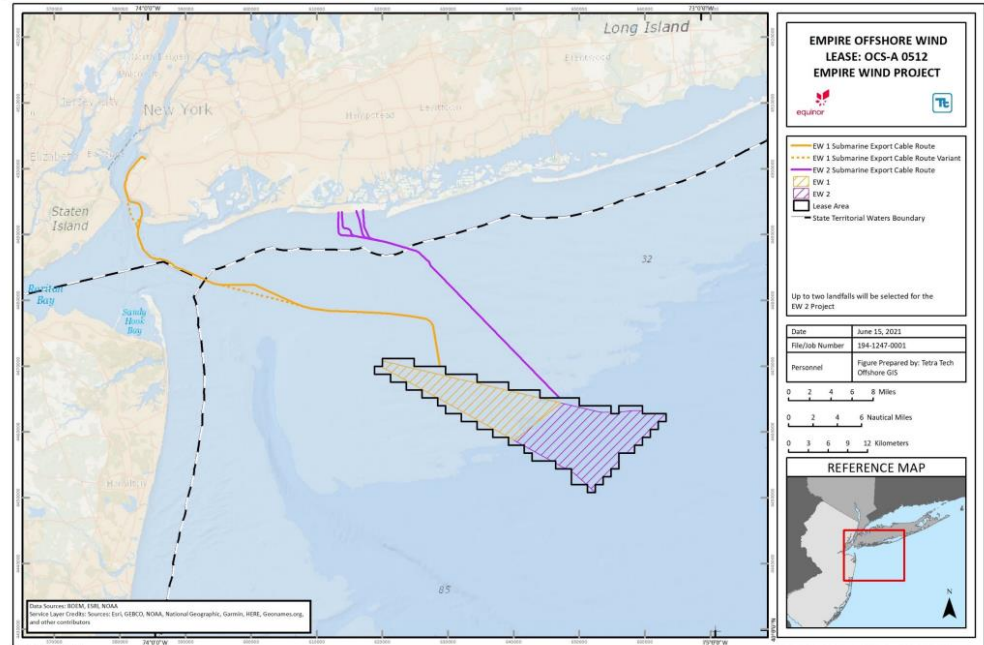 74°0'0"W
73°0'0"W
Long Island
New York
Hempstead
Elizabeth
Staten
Island
Raritan
Bay
Sandy
Hook
Bay
32
85
74°0'0"W
Data Sources: BOEM, ESRI, NOAA
Service Layer Credits: Sources: Esri, GEBCO, NOAA, National Geographic, Garmin, HERE, Geonames.org,
and other contributors
EMPIRE OFFSHORE WIND
LEASE: OCS-A 0512
EMPIRE WIND PROJECT
equinor
Tt
EW 1 Submarine Export Cable Route
EW 1 Submarine Export Cable Route Variant
EW 2 Submarine Export Cable Route
EW 1
EW 2
Lease Area
State Territorial Waters Boundary
Up to two landfalls will be selected for the
EW 2 Project
Date June 15, 2021
File/Job Number 194-1247-0001
Personnel Figure Prepared by: Tetra Tech
Offshore GIS
0 2 4 6 8 Miles
0 2 4 6 Nautical Miles
0 3 6 9 12 Kilometers
REFERENCE MAP
N